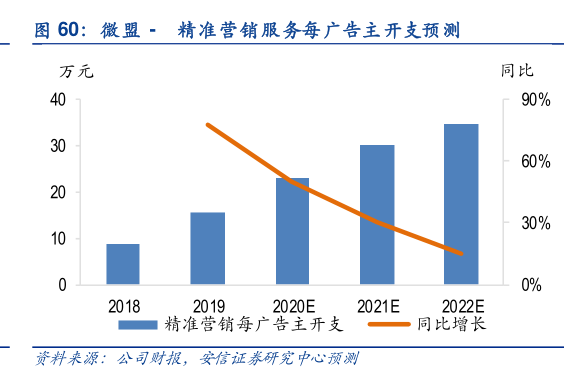 图 60：微盟 - 精准营销服务每广告主开支预测
万元 同比
40 90%
30 60%
20
10 30%
0 0%
2018 2019 2020E 2021E 2022E
精准营销每广告主开支 同比增长
资料来源：公司财报，安信证券研究中心预测